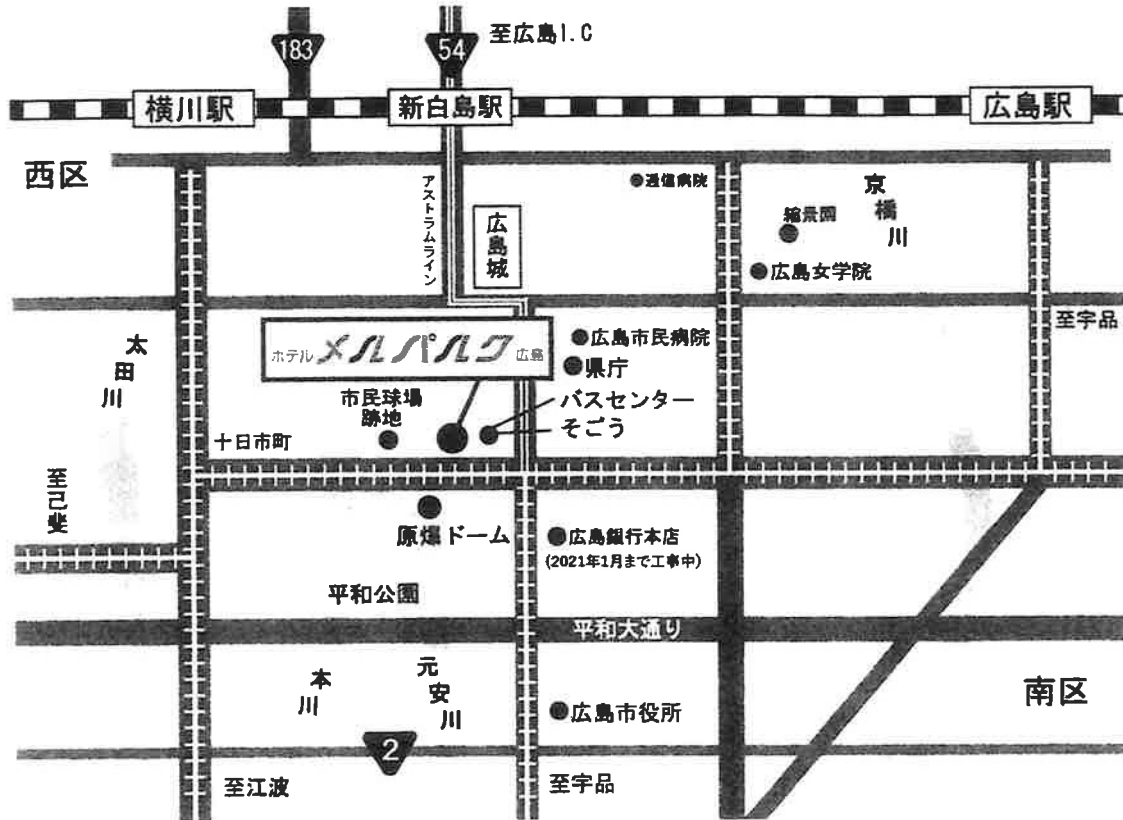 183
54
至広島I.C
横川駅
新白島駅
広島駅
西区
アストラムライン
広島城
逓信病院
縮景園
京橋川
広島女学院
至宇品
太田川
ホテル メルパルク 広島
広島市民病院
県庁
バスセンター
そごう
市民球場
跡地
十日市町
至己斐
原爆ドーム
広島銀行本店
(2021年1月まで工事中)
平和公園
平和大通り
本川
元安川
広島市役所
南区
2
至江波
至宇品